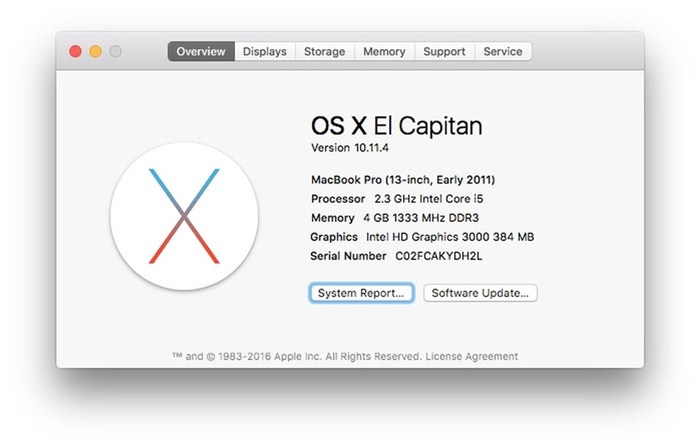 Overview Displays Storage Memory Support Service
OS X El Capitan
Version 10.11.4
MacBook Pro (13-inch, Early 2011)
Processor 2.3 GHz Intel Core i5
Memory 4 GB 1333 MHz DDR3
Graphics Intel HD Graphics 3000 384 MB
Serial Number C02FCAKYDH2L
System Report... Software Update...
™ and © 1983-2016 Apple Inc. All Rights Reserved. License Agreement